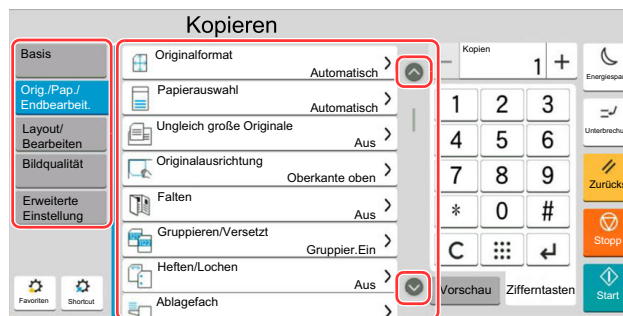 Kopieren
Basis
Orig./Pap./
Endbearbeit.
Layout/
Bearbeiten
Bildqualität
Erweiterte
Einstellung
Favoriten
Shortcut
Originalformat
Automatisch
Papierauswahl
Automatisch
Ungleich große Originale
Aus
Originalausrichtung
Oberkante oben
Falten
Aus
Gruppieren/Versetzt
Gruppier.Ein
Heften/Lochen
Aus
Ablagefach
Kopien
− 1 +
1 2 3
4 5 6
7 8 9
* 0 #
C
Vorschau
Zifferntasten
Energiespar
Unterbrechu
Zurücks
Stopp
Start